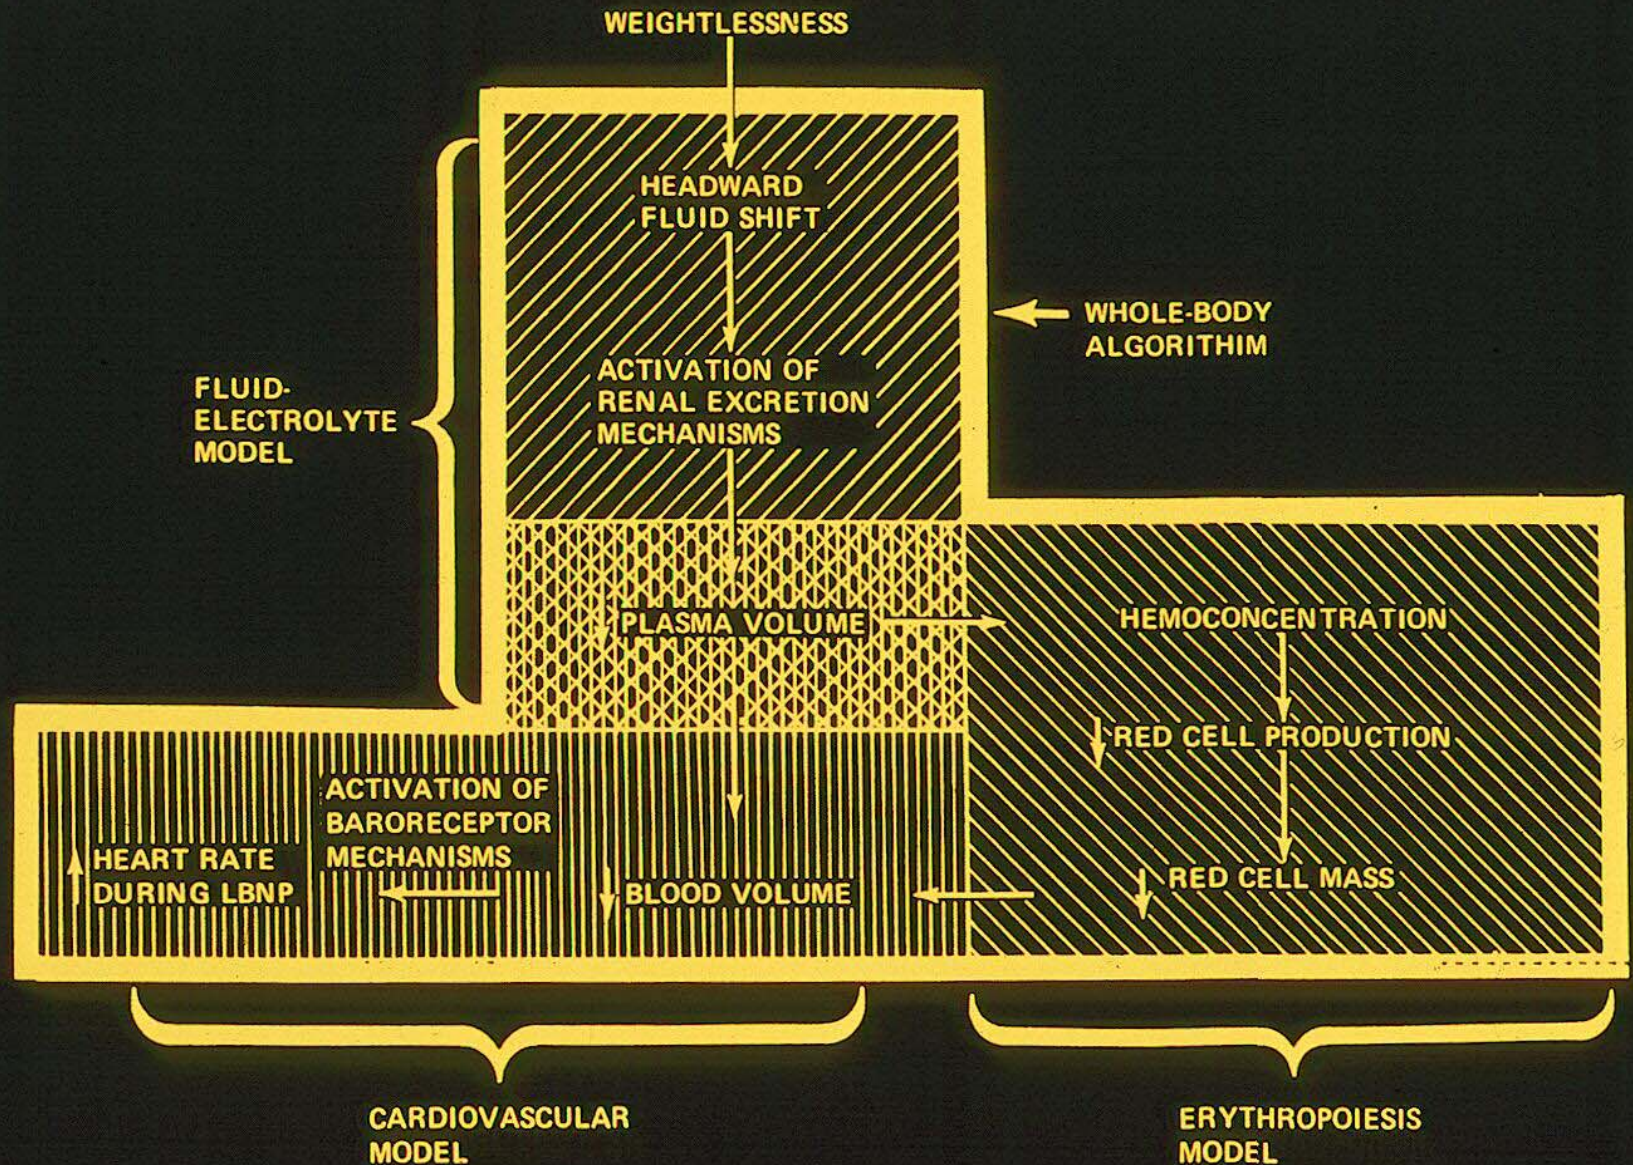 WEIGHTLESSNESS
HEADWARD
FLUID SHIFT
WHOLE-BODY
ALGORITHIM
ACTIVATION OF
RENAL EXCRETION
MECHANISMS
FLUID-
ELECTROLYTE
MODEL
↓ PLASMA VOLUME
HEMOCONCENTRATION
↓ RED CELL PRODUCTION
↓ RED CELL MASS
↓ BLOOD VOLUME
ACTIVATION OF
BARORECEPTOR
MECHANISMS
↑ HEART RATE
DURING LBNP
CARDIOVASCULAR
MODEL
ERYTHROPOIESIS
MODEL